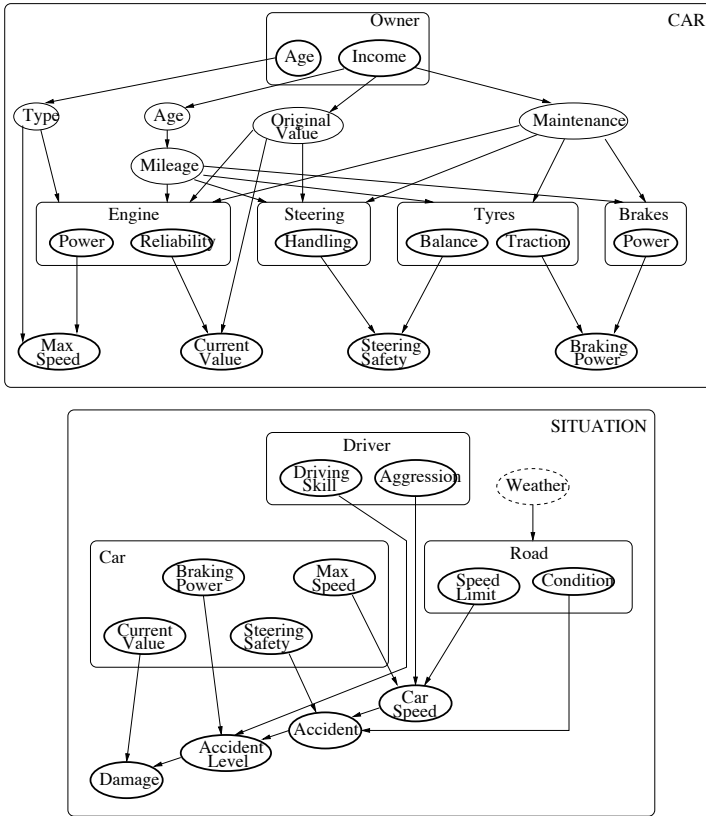 Owner
CAR
Age
Income
Type
Age
Original
Value
Maintenance
Mileage
Engine
Steering
Tyres
Brakes
Power
Reliability
Handling
Balance
Traction
Power
Max
Speed
Current
Value
Steering
Safety
Braking
Power
SITUATION
Driver
Driving
Skill
Aggression
Weather
Car
Braking
Power
Max
Speed
Road
Speed
Limit
Condition
Current
Value
Steering
Safety
Car
Speed
Accident
Accident
Level
Damage